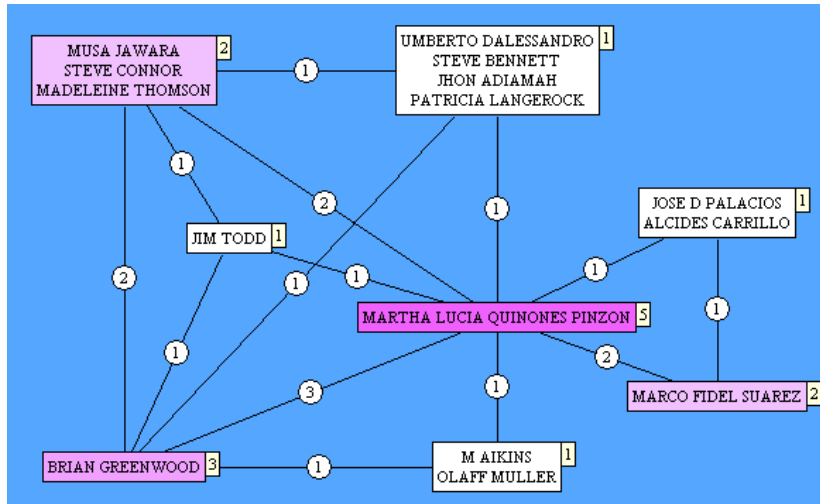 MUSA JAWARA 2
STEVE CONNOR
MADELEINE THOMSON
1
UMBERTO DALESSANDRO 1
STEVE BENNETT
JHON ADIAMAH
PATRICIA LANGEROCK
1
2
1
JOSE D PALACIOS 1
ALCIDES CARRILLO
JIM TODD 1
2
1
1
1
1
1
MARTHA LUCIA QUINONES PINZON 5
1
2
3
1
MARCO FIDEL SUAREZ 2
BRIAN GREENWOOD 3
1
M AIKINS 1
OLAFF MULLER